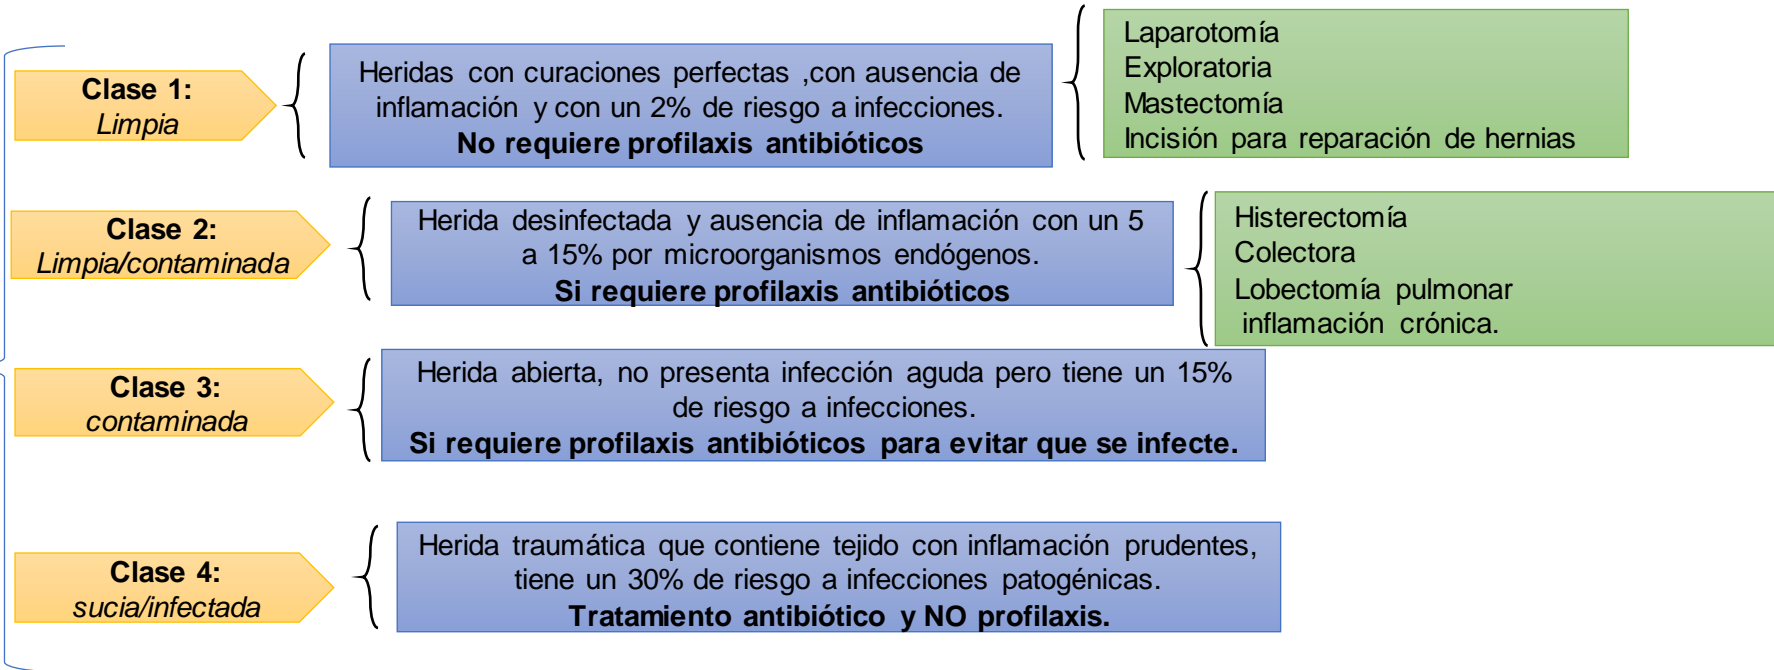 Clase 1:
Limpia
Heridas con curaciones perfectas ,con ausencia de
inflamación y con un 2% de riesgo a infecciones.
No requiere profilaxis antibióticos
Laparotomía
Exploratoria
Mastectomía
Incisión para reparación de hernias
Clase 2:
Limpia/contaminada
Herida desinfectada y ausencia de inflamación con un 5
a 15% por microorganismos endógenos.
Si requiere profilaxis antibióticos
Histerectomía
Colectora
Lobectomía pulmonar
inflamación crónica.
Clase 3:
contaminada
Herida abierta, no presenta infección aguda pero tiene un 15%
de riesgo a infecciones.
Si requiere profilaxis antibióticos para evitar que se infecte.
Clase 4:
sucia/infectada
Herida traumática que contiene tejido con inflamación prudentes,
tiene un 30% de riesgo a infecciones patogénicas.
Tratamiento antibiótico y NO profilaxis.